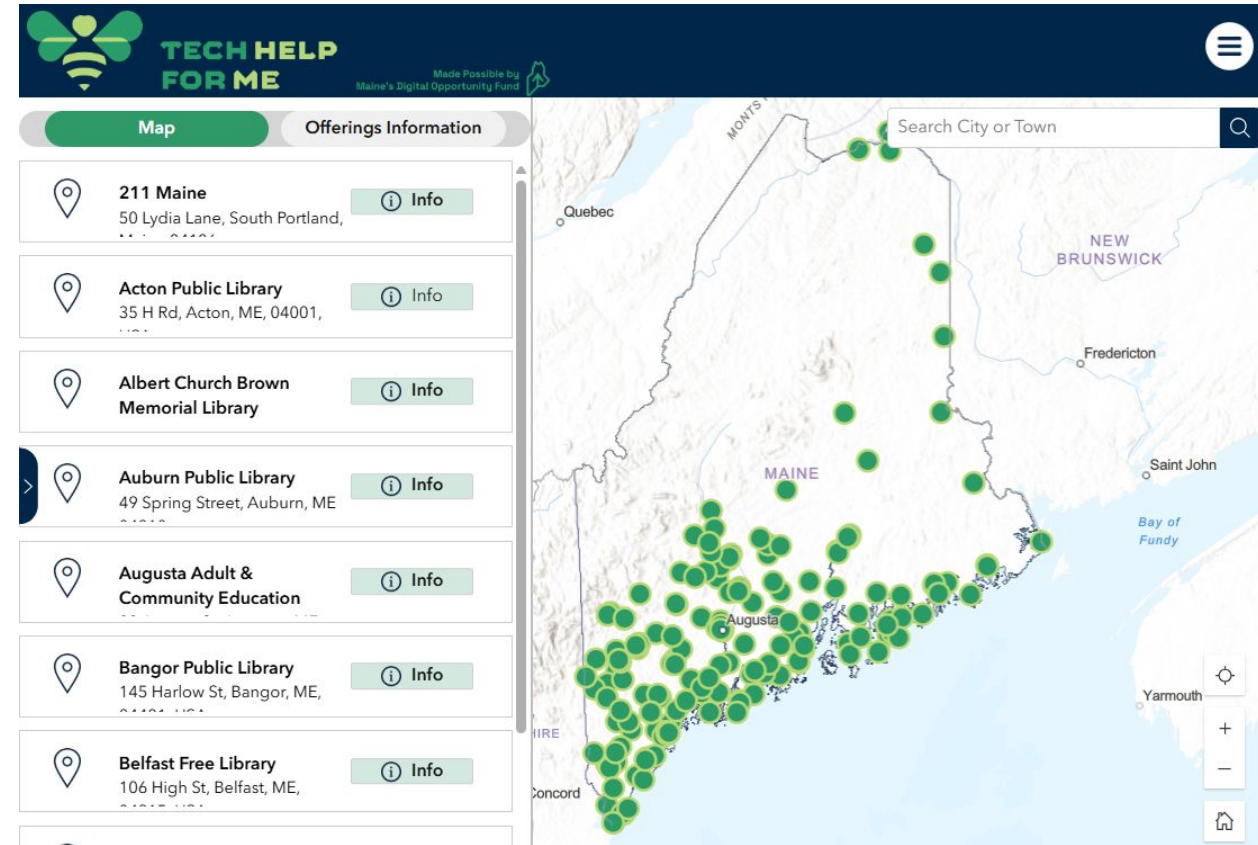 TECH HELP
FOR ME
Made Possible by
Maine's Digital Opportunity Fund
Map
Offerings Information
211 Maine
50 Lydia Lane, South Portland,
Info
Acton Public Library
35 H Rd, Acton, ME, 04001,
Info
Albert Church Brown
Memorial Library
Info
Auburn Public Library
49 Spring Street, Auburn, ME
Info
Augusta Adult &
Community Education
Info
Bangor Public Library
145 Harlow St, Bangor, ME,
Info
Belfast Free Library
106 High St, Belfast, ME,
Info
Search City or Town
MONTS
Quebec
NEW
BRUNSWICK
Fredericton
MAINE
Saint John
Bay of
Fundy
Augusta
Yarmouth
HIRE
Concord